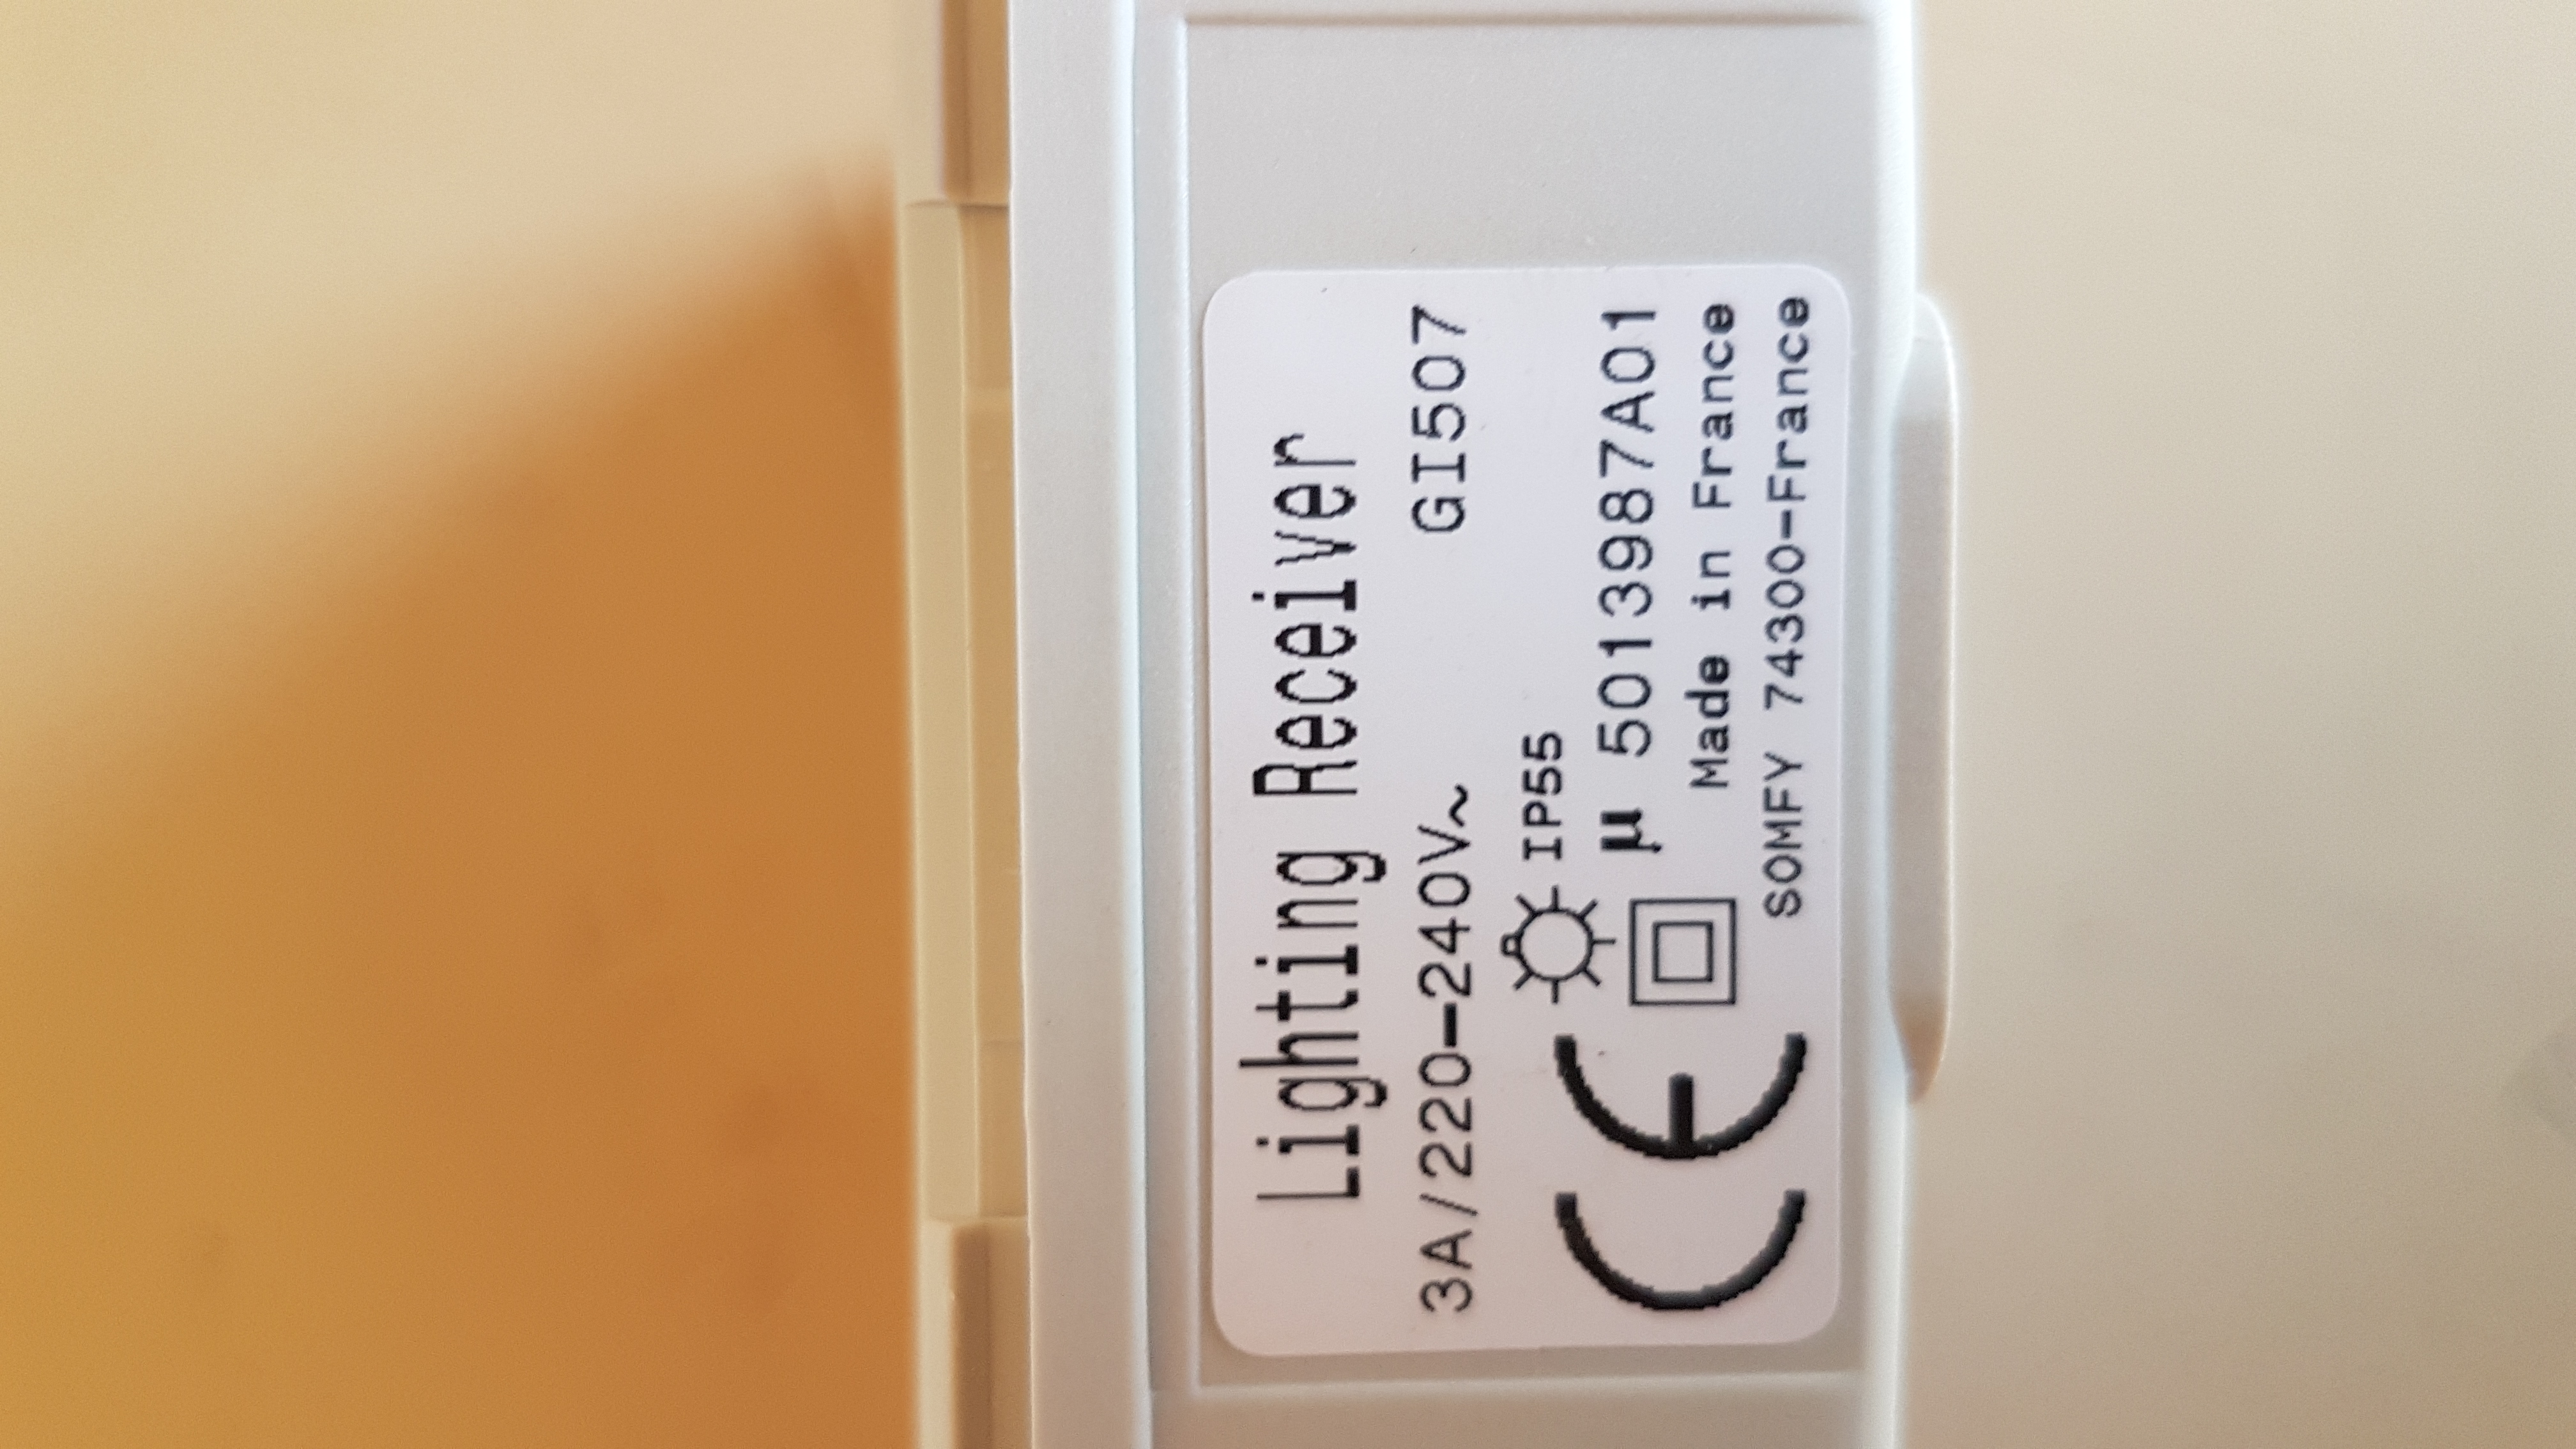 Lighting Receiver
3A/220-240V~ GI507
IP55
µ 5013987A01
Made in France
SOMFY 74300-France
CE